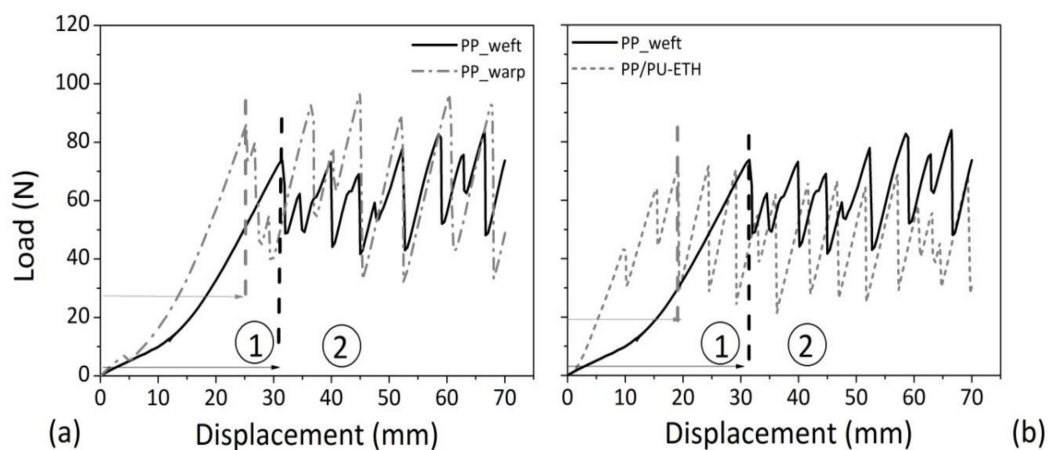 120
100
80
60
40
20
0
Load (N)
PP_weft
PP_warp
1
2
0 10 20 30 40 50 60 70
Displacement (mm)
(a)
PP_weft
PP/PU-ETH
1
2
0 10 20 30 40 50 60 70
Displacement (mm)
(b)